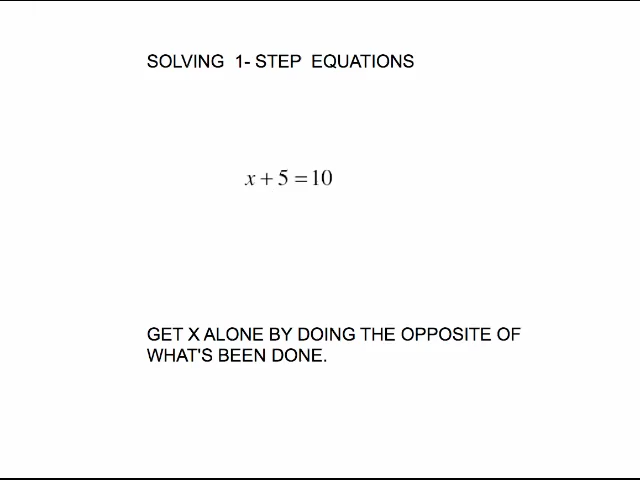 SOLVING 1- STEP EQUATIONS
x + 5 = 10
GET X ALONE BY DOING THE OPPOSITE OF
WHAT'S BEEN DONE.